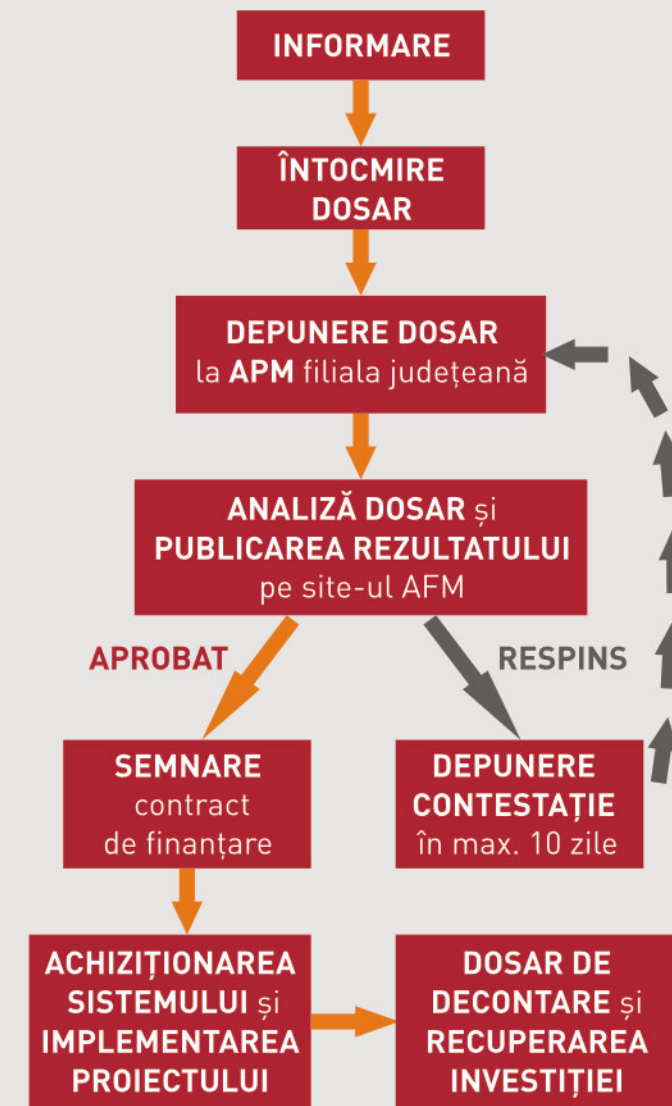 INFORMARE
ÎNTOCMIRE
DOSAR
DEPUNERE DOSAR
la APM filiala județeană
ANALIZĂ DOSAR și
PUBLICAREA REZULTATULUI
pe site-ul AFM
APROBAT
RESPINS
SEMNARE
contract
de finanțare
DEPUNERE
CONTESTAȚIE
în max. 10 zile
ACHIZIȚIONAREA
SISTEMULUI și
IMPLEMENTAREA
PROIECTULUI
DOSAR DE
DECONTARE și
RECUPERAREA
INVESTIȚIEI